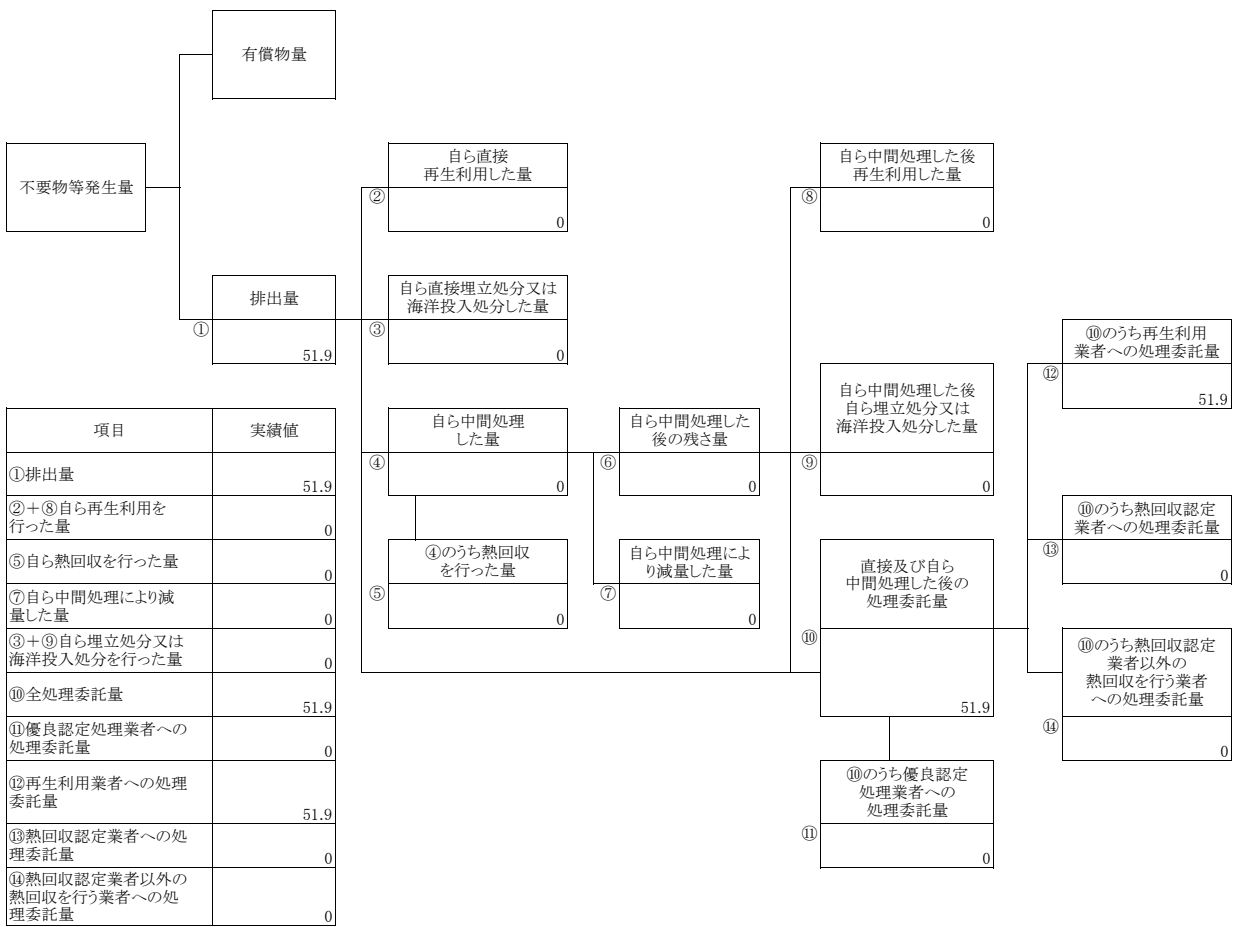 有償物量
不要物等発生量
自ら直接
再生利用した量
②
0
自ら中間処理した後
再生利用した量
⑧
0
排出量
①
51.9
自ら直接埋立処分又は
海洋投入処分した量
③
0
⑩のうち再生利用
業者への処理委託量
⑫
51.9
自ら中間処理
した量
④
0
自ら中間処理した
後の残さ量
⑥
0
自ら中間処理した後
自ら埋立処分又は
海洋投入処分した量
⑨
0
④のうち熱回収
を行った量
⑤
0
自ら中間処理によ
り減量した量
⑦
0
直接及び自ら
中間処理した後の
処理委託量
⑩
51.9
⑩のうち熱回収認定
業者への処理委託量
⑬
0
⑩のうち熱回収認定
業者以外の
熱回収を行う業者
への処理委託量
⑭
0
⑩のうち優良認定
処理業者への
処理委託量
⑪
0
項目 実績値
①排出量 51.9
②＋⑧自ら再生利用を
行った量 0
⑤自ら熱回収を行った量 0
⑦自ら中間処理により減
量した量 0
③＋⑨自ら埋立処分又は
海洋投入処分を行った量 0
⑩全処理委託量 51.9
⑪優良認定処理業者への
処理委託量 0
⑫再生利用業者への処理
委託量 51.9
⑬熱回収認定業者への処
理委託量 0
⑭熱回収認定業者以外の
熱回収を行う業者への処
理委託量 0